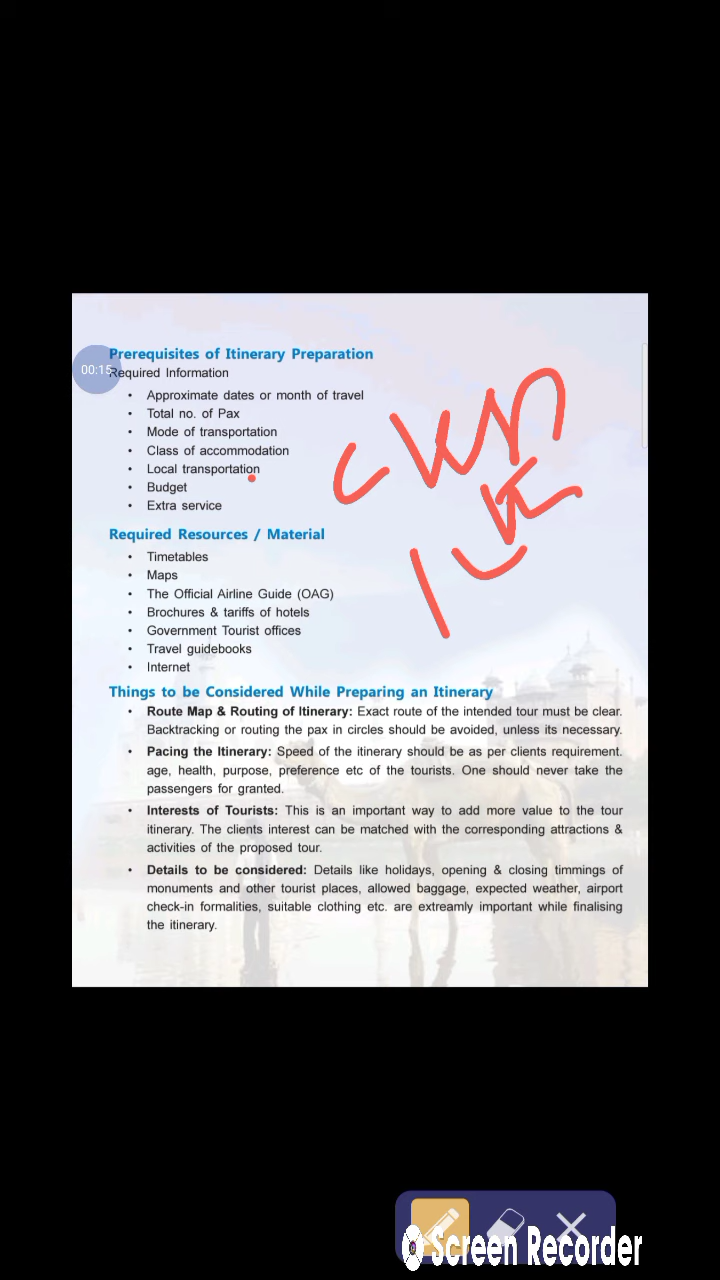 Prerequisites of Itinerary Preparation
00:15
Required Information
• Approximate dates or month of travel
• Total no. of Pax
• Mode of transportation
• Class of accommodation
• Local transportation
• Budget
• Extra service
Required Resources / Material
• Timetables
• Maps
• The Official Airline Guide (OAG)
• Brochures & tariffs of hotels
• Government Tourist offices
• Travel guidebooks
• Internet
Things to be Considered While Preparing an Itinerary
• Route Map & Routing of Itinerary: Exact route of the intended tour must be clear.
Backtracking or routing the pax in circles should be avoided, unless its necessary.
• Pacing the Itinerary: Speed of the itinerary should be as per clients requirement.
age, health, purpose, preference etc of the tourists. One should never take the
passengers for granted.
• Interests of Tourists: This is an important way to add more value to the tour
itinerary. The clients interest can be matched with the corresponding attractions &
activities of the proposed tour.
• Details to be considered: Details like holidays, opening & closing timmings of
monuments and other tourist places, allowed baggage, expected weather, airport
check-in formalities, suitable clothing etc. are extreamly important while finalising
the itinerary.
Screen Recorder